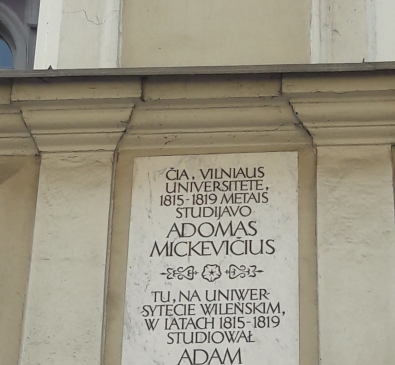 ČIA, VILNIAUS
UNIVERSITETE,
1815-1819 METAIS
STUDIJAVO
ADOMAS
MICKEVIČIUS
TU, NA UNIWER-
SYTECIE WILEŃSKIM,
W LATACH 1815-1819
STUDIOWAŁ
ADAM